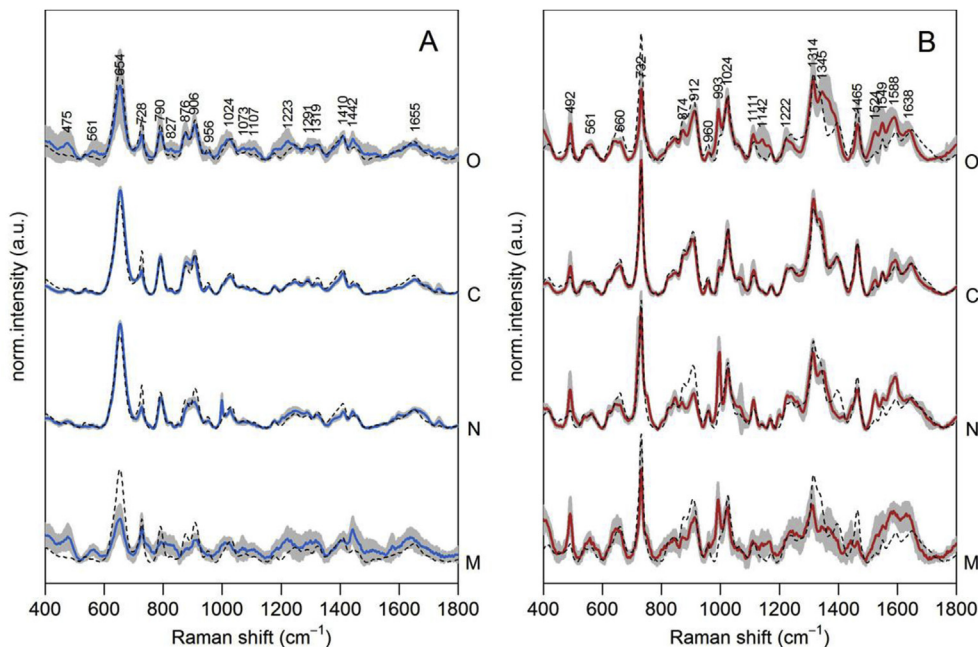 A
norm.intensity (a.u.)
475
561
654
728
790
827
876
906
956
1024
1073
1107
1223
1291
1319
1410
1442
1655
O
C
N
M
400 600 800 1000 1200 1400 1600 1800
Raman shift (cm⁻¹)
B
norm.intensity (a.u.)
492
561
660
732
874
912
960
993
1024
1111
1142
1222
1314
1345
1465
1524
1549
1588
1638
O
C
N
M
400 600 800 1000 1200 1400 1600 1800
Raman shift (cm⁻¹)